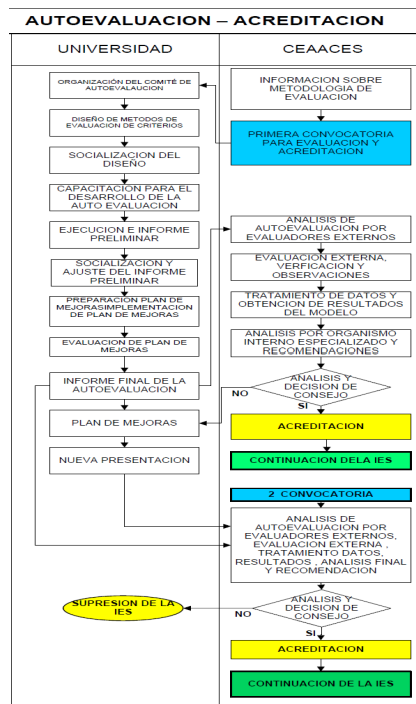 AUTOEVALUACION – ACREDITACION
UNIVERSIDAD
CEAACES
ORGANIZACIÓN DEL COMITÉ DE
AUTOEVALAUCION
DISEÑO DE METODOS DE
EVALUACION DE CRITERIOS
SOCIALIZACION DEL
DISEÑO
CAPACITACION PARA EL
DESARROLLO DE LA
AUTO EVALUACION
EJECUCION E INFORME
PRELIMINAR
SOCIALIZACION Y
AJUSTE DEL INFORME
PRELIMINAR
PREPARACIÓN PLAN DE
MEJORASIMPLEMENTACION
DE PLAN DE MEJORAS
EVALUACION DE PLAN DE
MEJORAS
INFORME FINAL DE LA
AUTOEVALUACION
PLAN DE MEJORAS
NUEVA PRESENTACION
SUPRESION DE LA
IES
INFORMACION SOBRE
METODOLOGIA DE
EVALUACION
PRIMERA CONVOCATORIA
PARA EVALUACION Y
ACREDITACION
ANALISIS DE
AUTOEVALUACION POR
EVALUADORES EXTERNOS
EVALUACION EXTERNA,
VERIFICACION Y
OBSERVACIONES
TRATAMIENTO DE DATOS Y
OBTENCION DE RESULTADOS
DEL MODELO
ANALISIS POR ORGANISMO
INTERNO ESPECIALIZADO Y
RECOMENDACIONES
ANALISIS Y
DECISION DE
CONSEJO
NO
SI
ACREDITACION
CONTINUACION DELA IES
2 CONVOCATORIA
ANALISIS DE
AUTOEVALUACION POR
EVALUADORES EXTERNOS,
EVALUACION EXTERNA ,
TRATAMIENTO DATOS,
RESULTADOS , ANALISIS FINAL
Y RECOMENDACION
ANALISIS Y
DECISION DE
CONSEJO
NO
SI
ACREDITACION
CONTINUACION DE LA IES